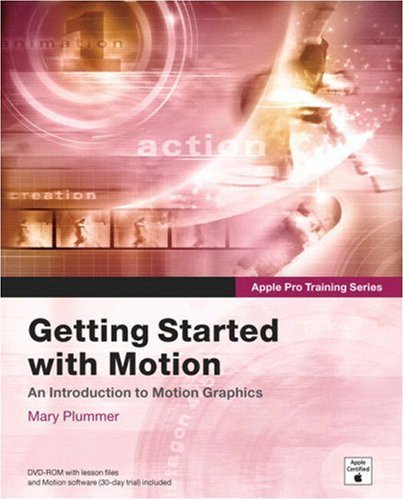 animation
1
action
creation
Apple Pro Training Series
Getting Started
with Motion
An Introduction to Motion Graphics
Mary Plummer
DVD-ROM with lesson files
and Motion software (30-day trial) included
Apple
Certified